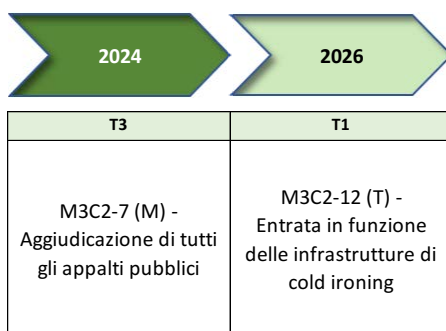 2024
2026
T3
T1
M3C2-7 (M) -
Aggiudicazione di tutti
gli appalti pubblici
M3C2-12 (T) -
Entrata in funzione
delle infrastrutture di
cold ironing